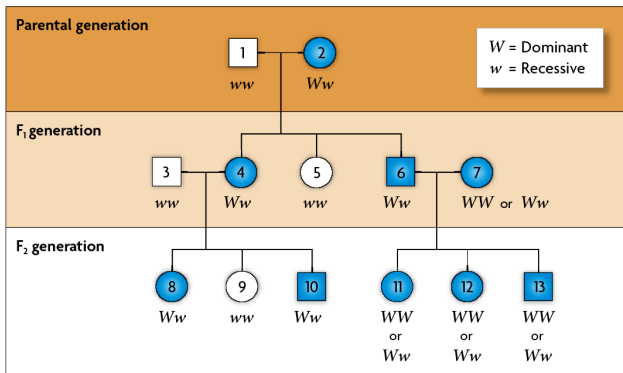 Parental generation
W = Dominant
w = Recessive
1 2
ww Ww
F1 generation
3 4 5 6 7
ww Ww ww Ww WW or Ww
F2 generation
8 9 10 11 12 13
Ww ww Ww WW WW WW
or or or
Ww Ww Ww